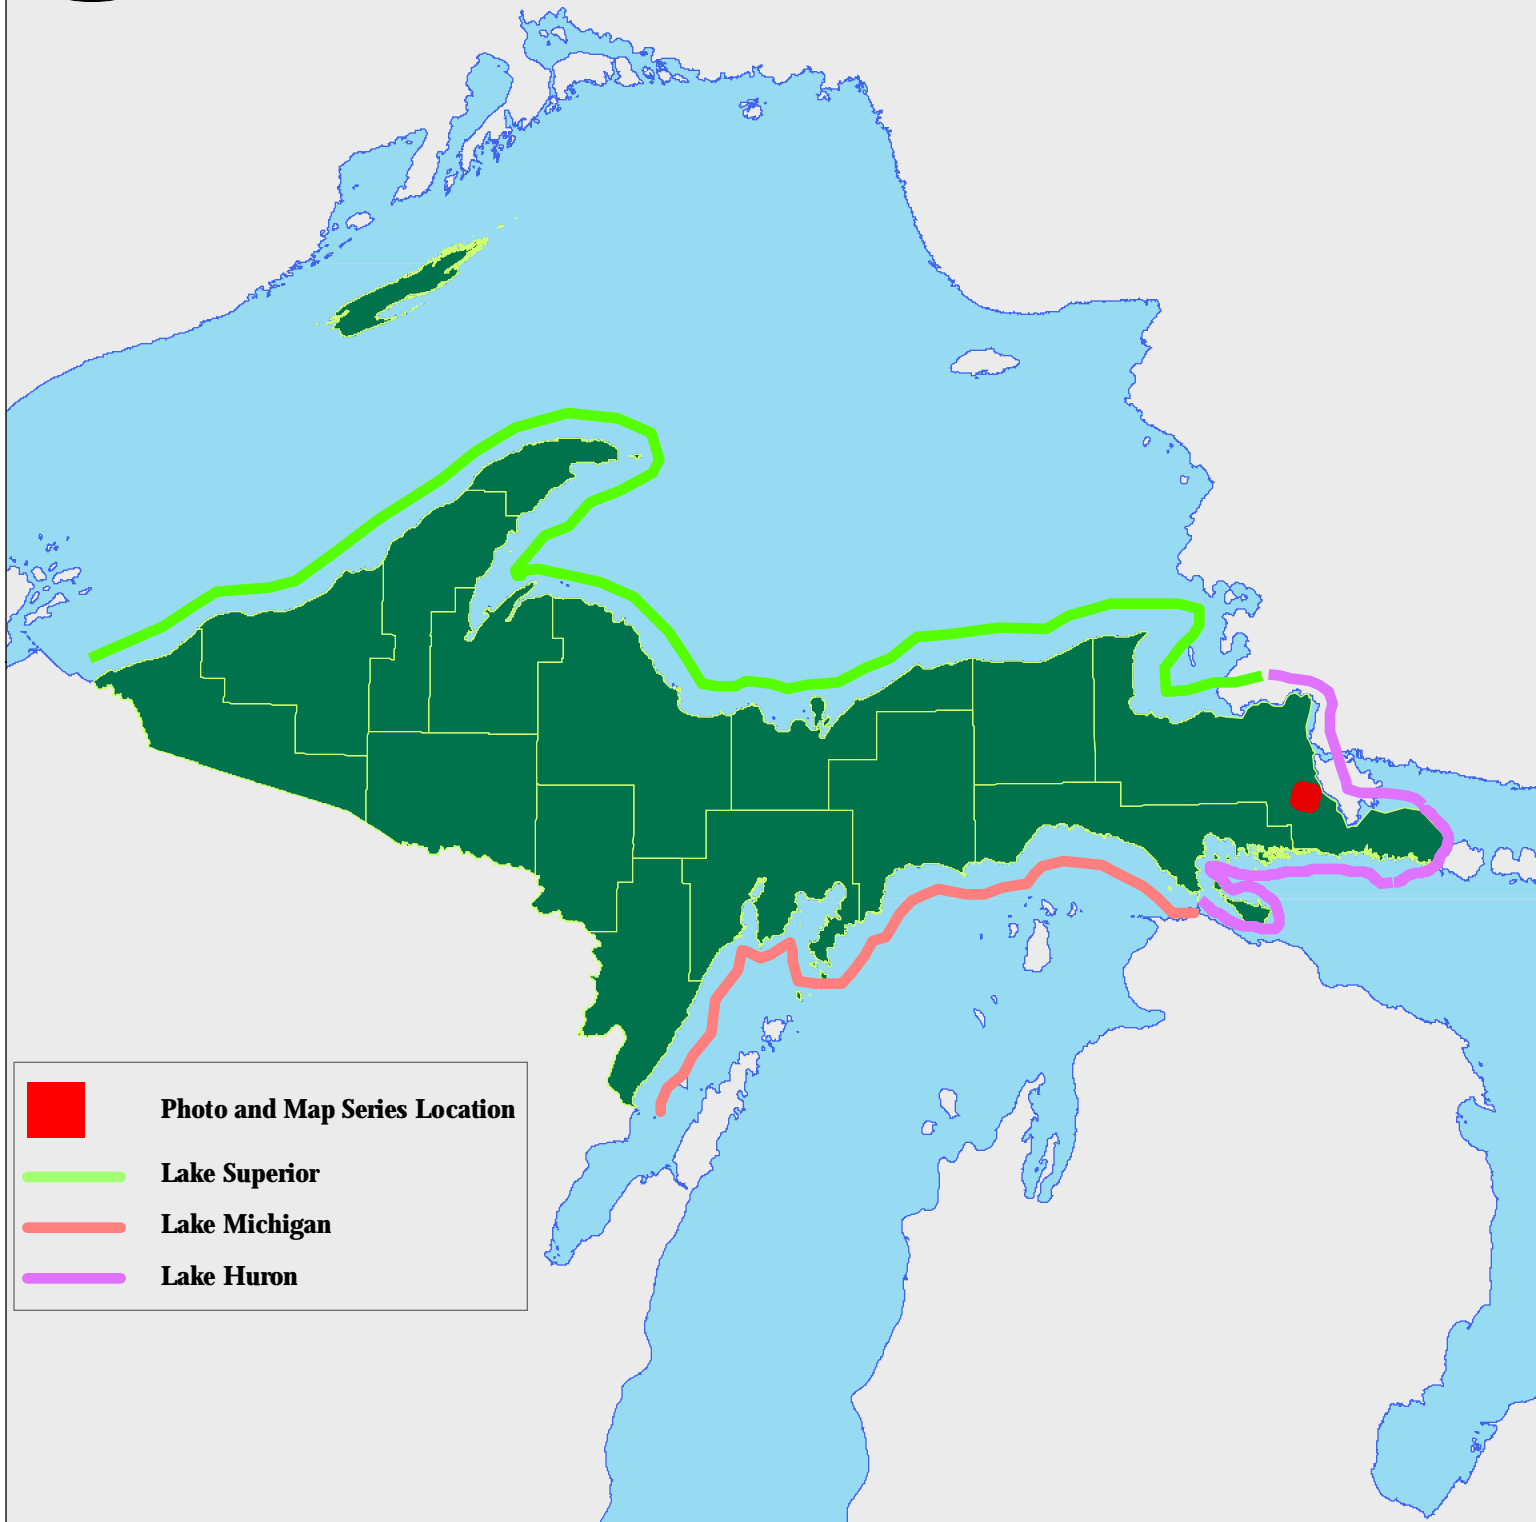 Photo and Map Series Location
Lake Superior
Lake Michigan
Lake Huron